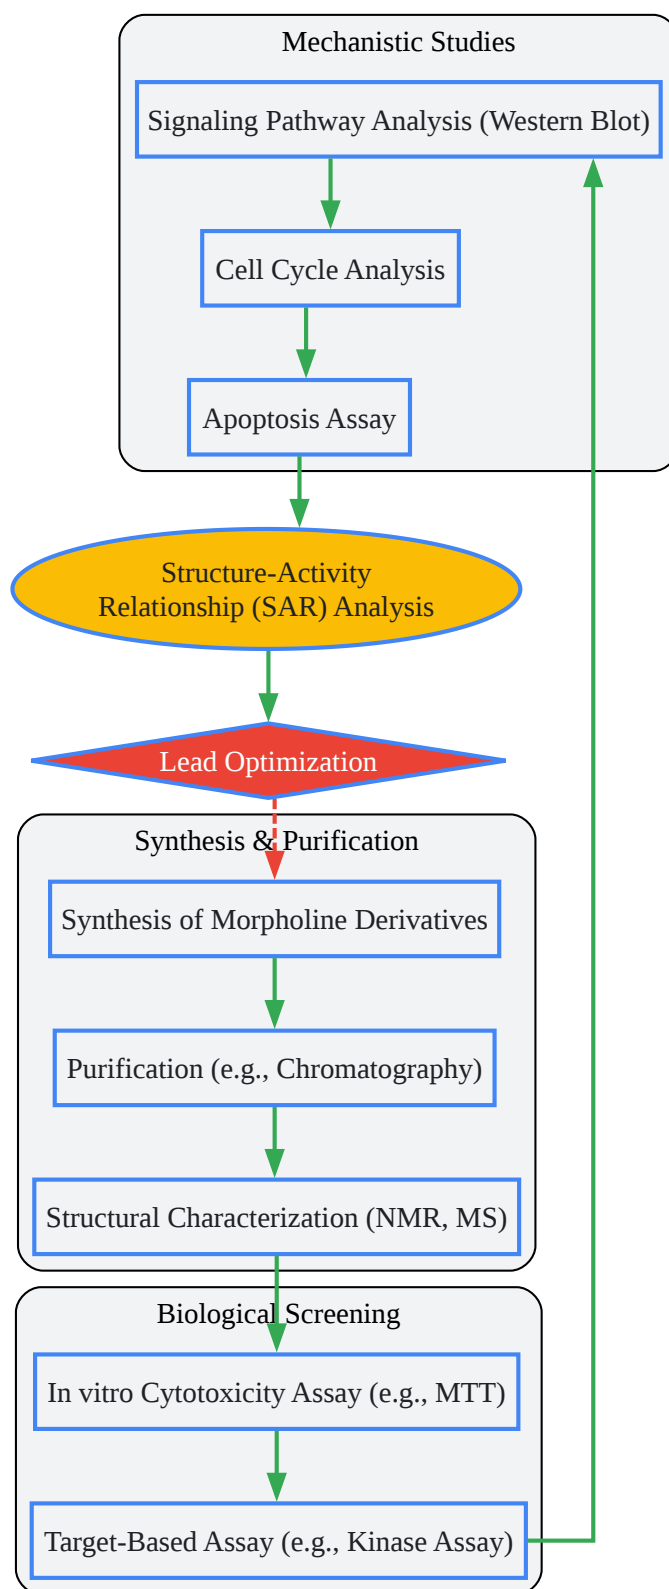 Mechanistic Studies
Signaling Pathway Analysis (Western Blot)
Cell Cycle Analysis
Apoptosis Assay
Structure-Activity
Relationship (SAR) Analysis
Lead Optimization
Synthesis & Purification
Synthesis of Morpholine Derivatives
Purification (e.g., Chromatography)
Structural Characterization (NMR, MS)
Biological Screening
In vitro Cytotoxicity Assay (e.g., MTT)
Target-Based Assay (e.g., Kinase Assay)